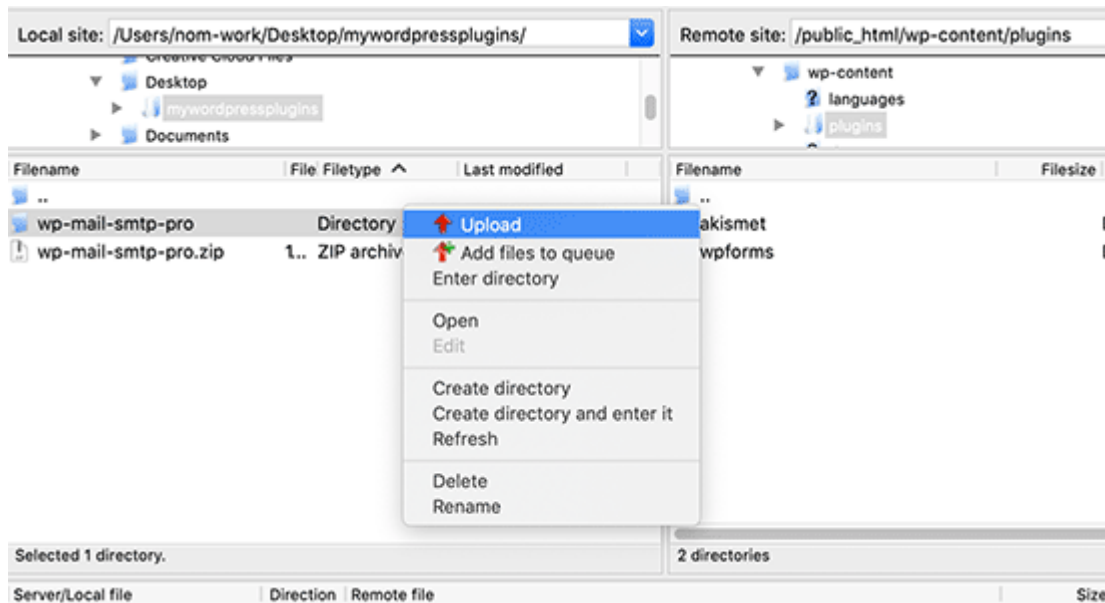 Local site: /Users/nom-work/Desktop/mywordpressplugins/
Creative Cloud Files
Desktop
mywordpressplugins
Documents
Remote site: /public_html/wp-content/plugins
wp-content
? languages
plugins
Filename File Filetype Last modified
..
wp-mail-smtp-pro Directory
wp-mail-smtp-pro.zip 1... ZIP archiv
Upload
Add files to queue
Enter directory
Open
Edit
Create directory
Create directory and enter it
Refresh
Delete
Rename
Filename Filesize
..
akismet
wpforms
Selected 1 directory.
2 directories
Server/Local file Direction Remote file Size